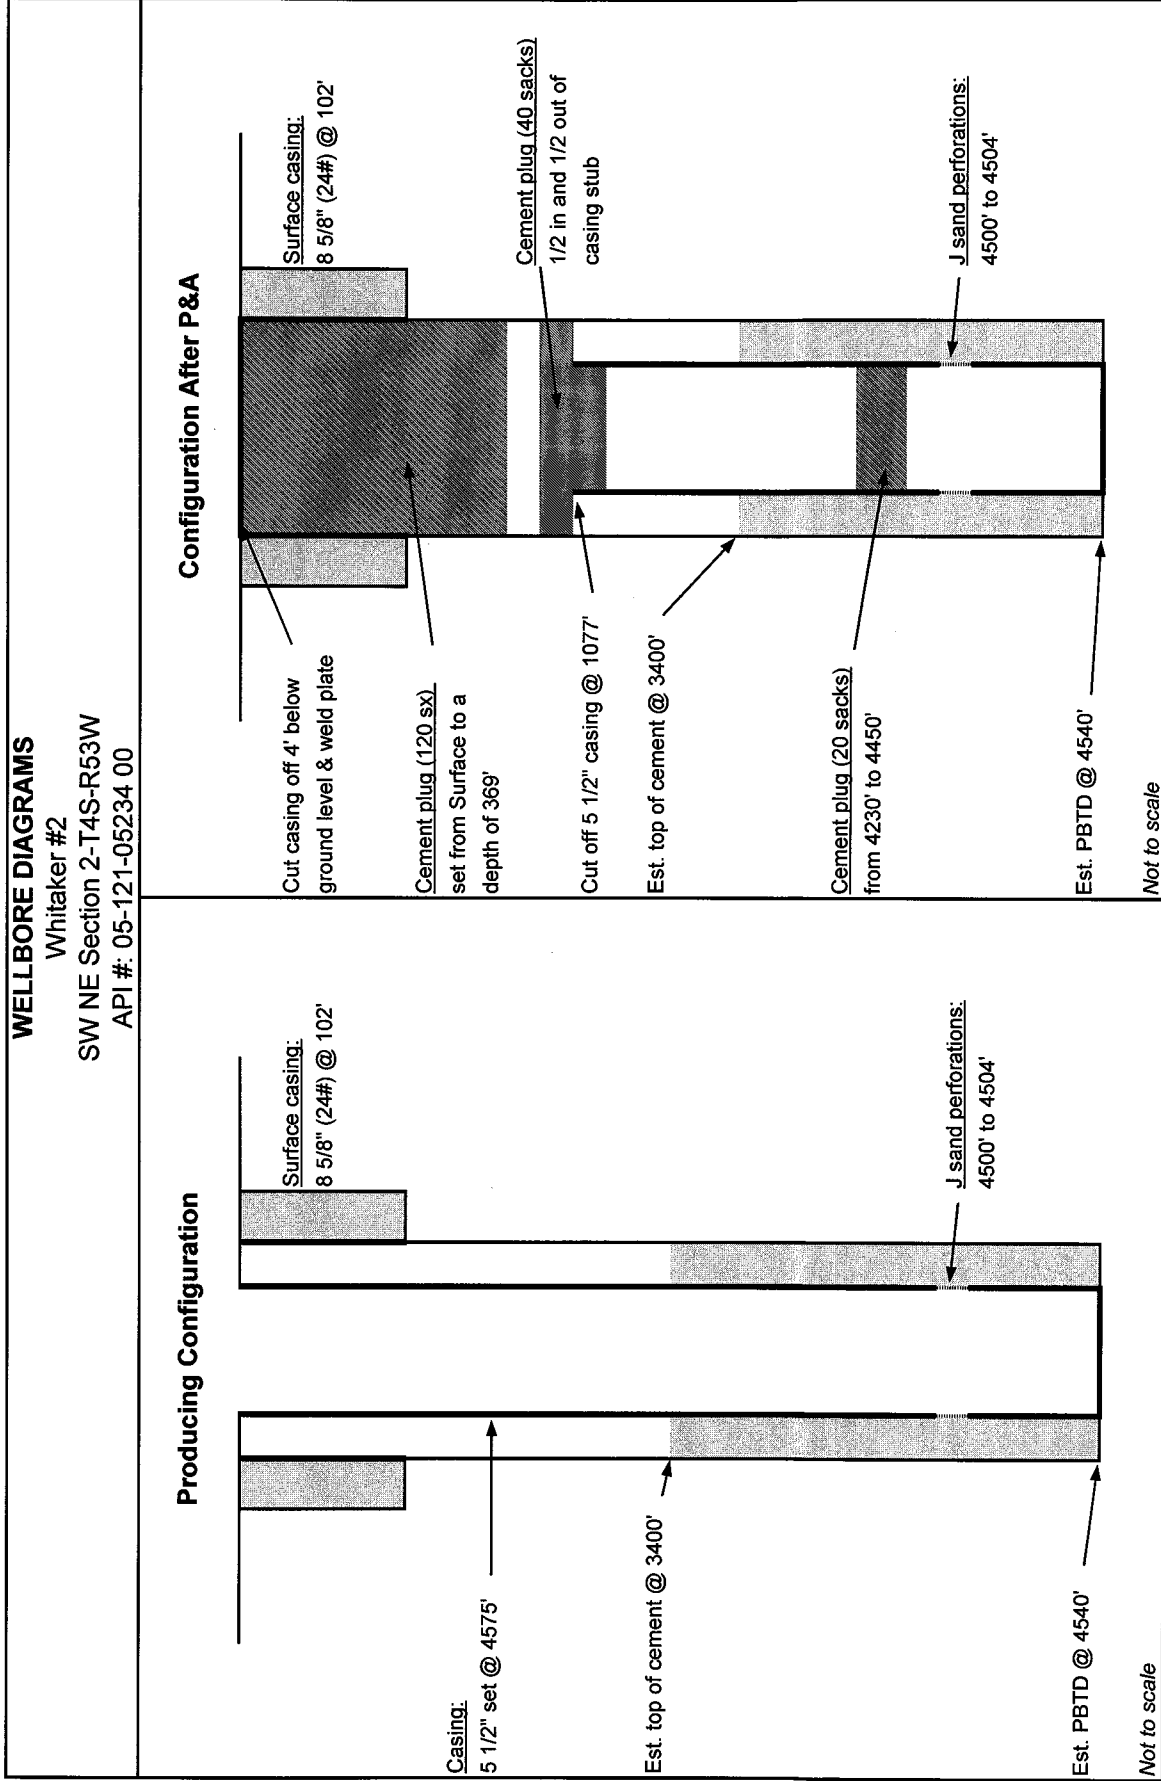 WELLBORE DIAGRAMS
Whitaker #2
SW NE Section 2-T4S-R53W
API #: 05-121-05234 00
Producing Configuration
Surface casing:
8 5/8" (24#) @ 102'
Casing:
5 1/2" set @ 4575'
Est. top of cement @ 3400'
J sand perforations:
4500' to 4504'
Est. PBTD @ 4540'
Not to scale
Configuration After P&A
Surface casing:
8 5/8" (24#) @ 102'
Cut casing off 4' below
ground level & weld plate
Cement plug (120 sx)
set from Surface to a
depth of 369'
Cement plug (40 sacks)
1/2 in and 1/2 out of
casing stub
Cut off 5 1/2" casing @ 1077'
Est. top of cement @ 3400'
Cement plug (20 sacks)
from 4230' to 4450'
J sand perforations:
4500' to 4504'
Est. PBTD @ 4540'
Not to scale